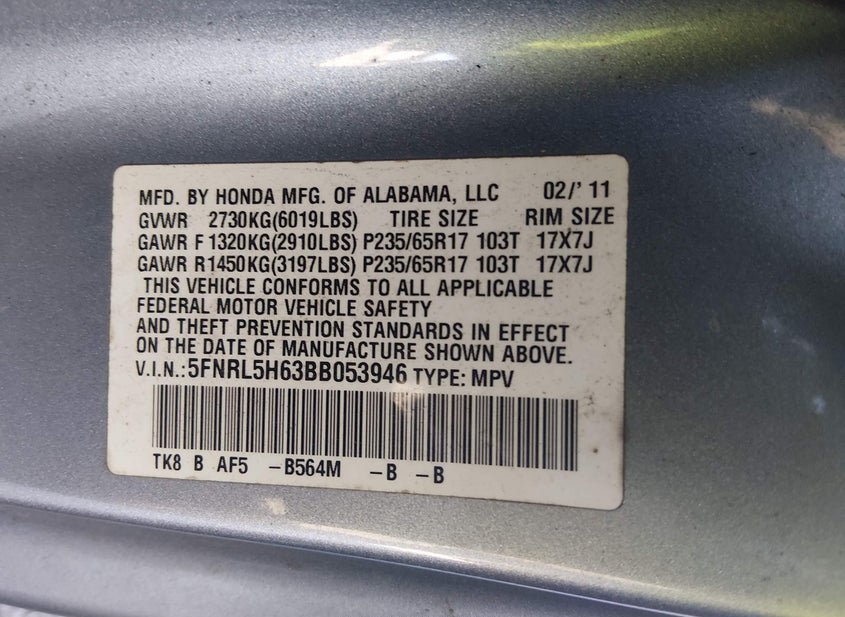 MFD. BY HONDA MFG. OF ALABAMA, LLC 02/' 11
GVWR 2730KG(6019LBS) TIRE SIZE RIM SIZE
GAWR F 1320KG(2910LBS) P235/65R17 103T 17X7J
GAWR R1450KG(3197LBS) P235/65R17 103T 17X7J
THIS VEHICLE CONFORMS TO ALL APPLICABLE
FEDERAL MOTOR VEHICLE SAFETY
AND THEFT PREVENTION STANDARDS IN EFFECT
ON THE DATE OF MANUFACTURE SHOWN ABOVE.
V.I.N.:5FNRL5H63BB053946 TYPE: MPV
TK8 B AF5 -B564M -B -B